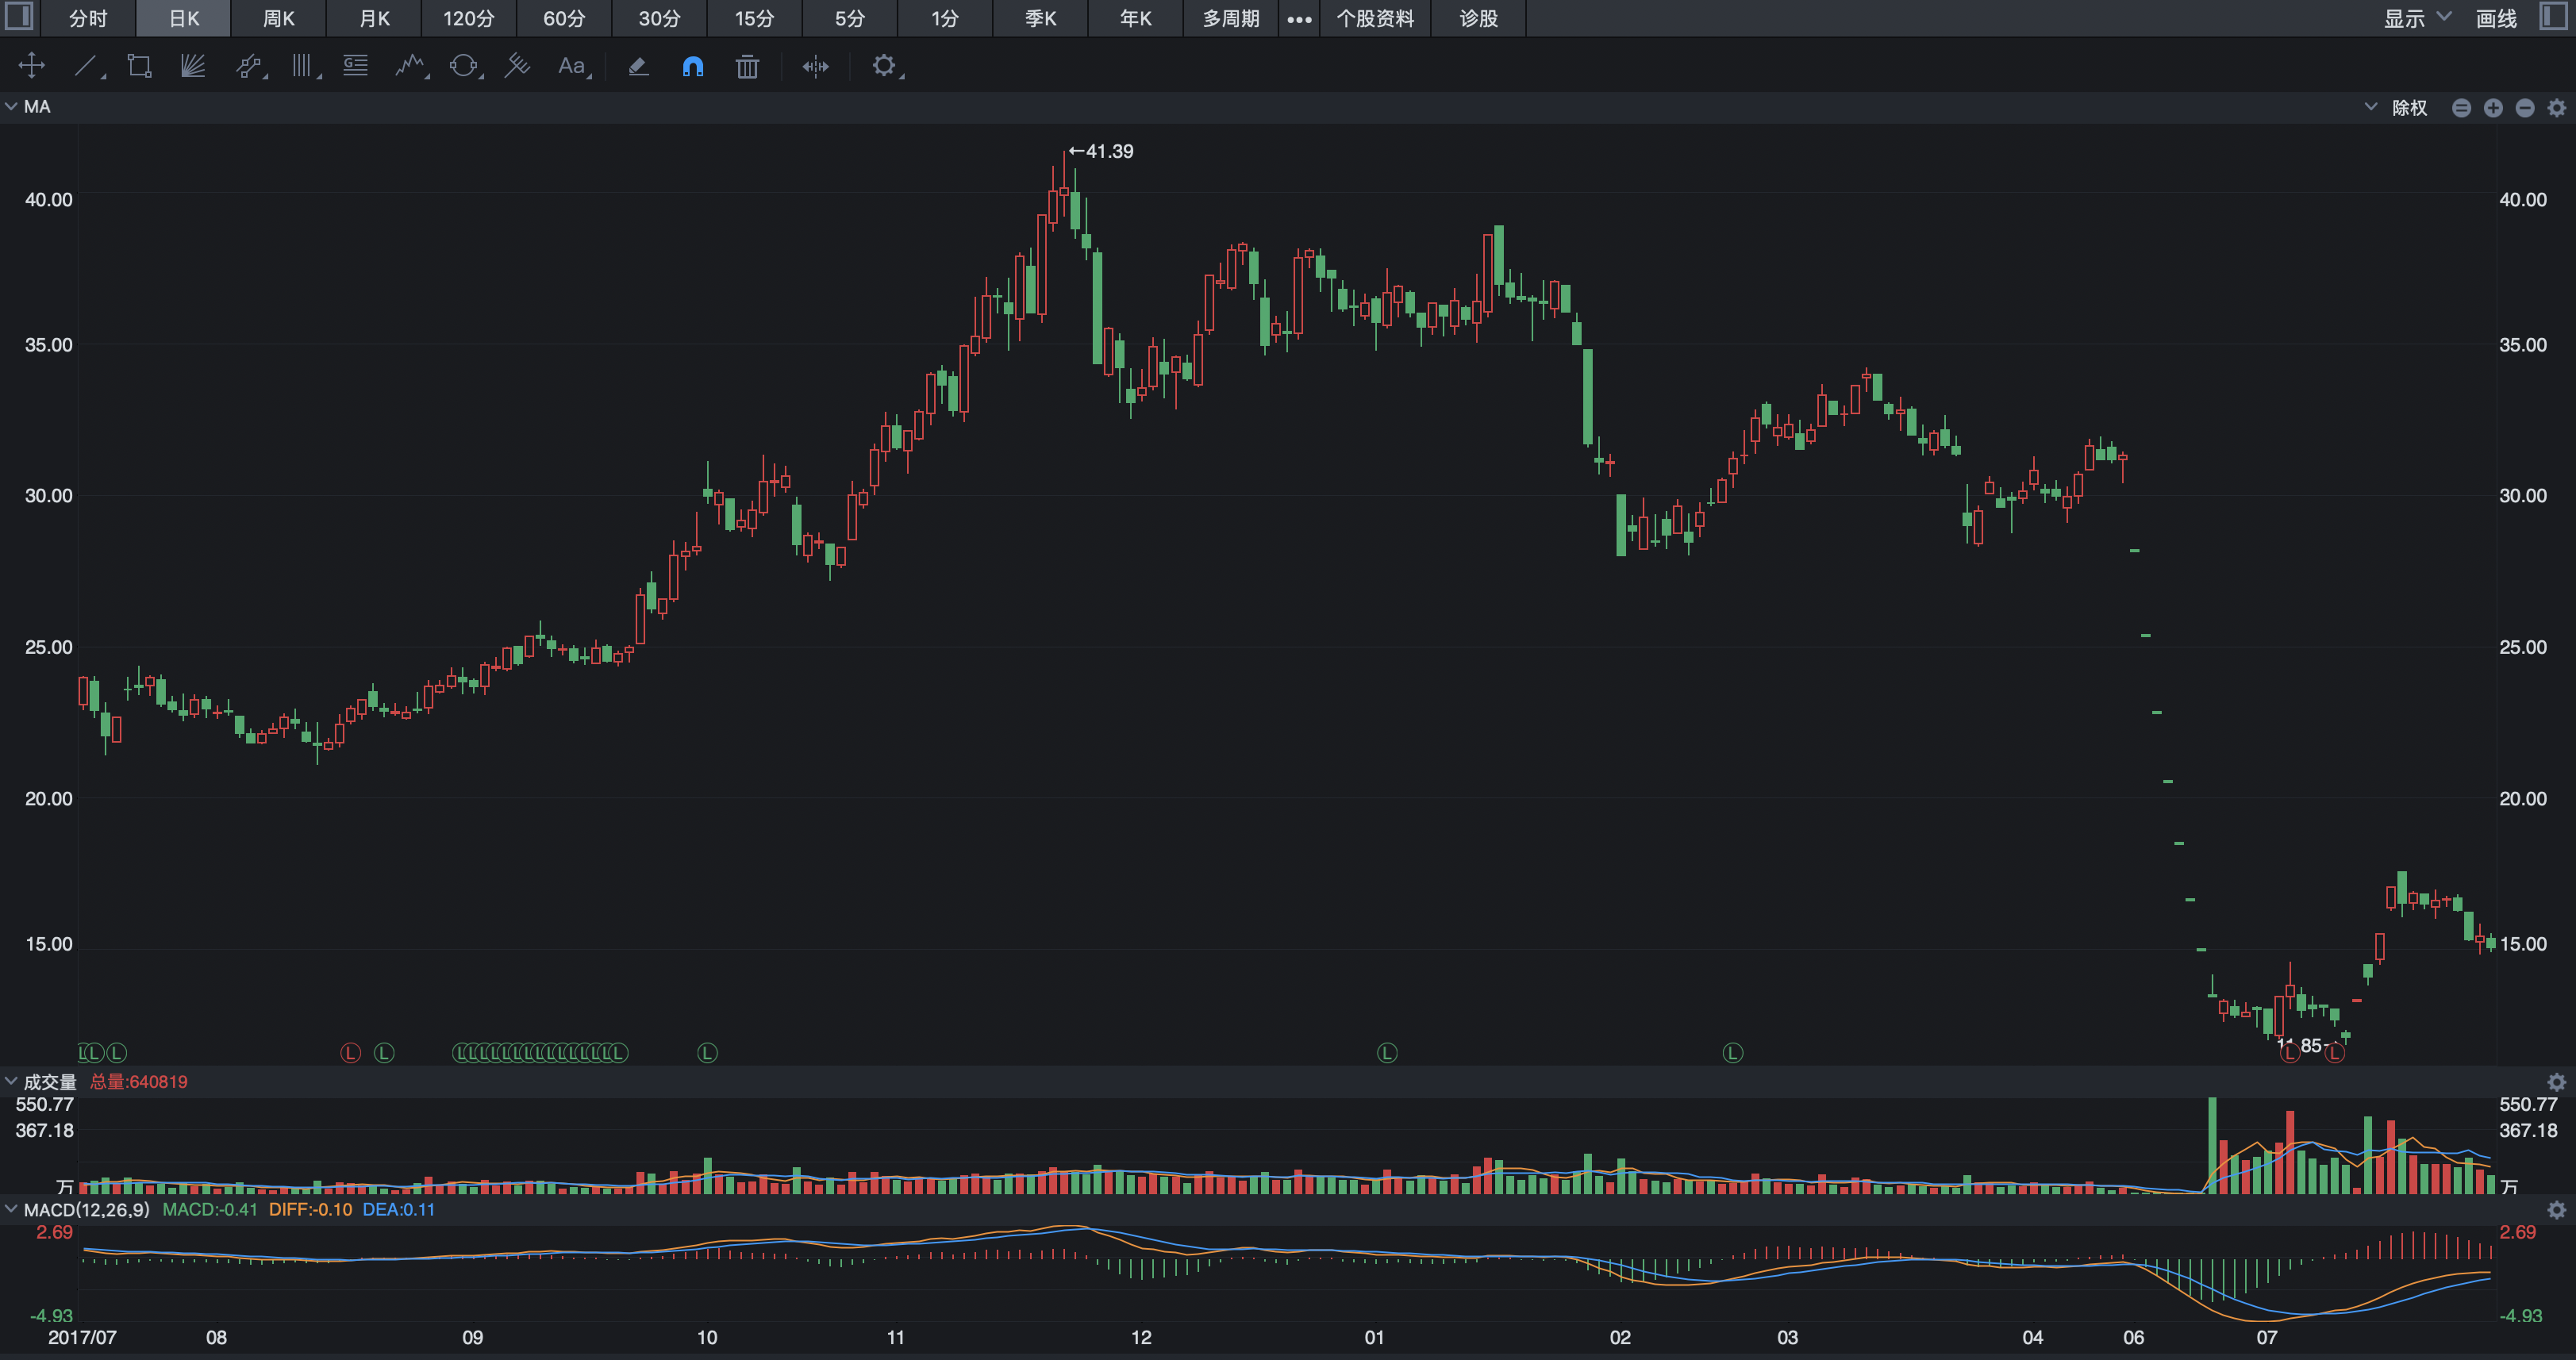 分时 日K 周K 月K 120分 60分 30分 15分 5分 1分 季K 年K 多周期 ••• 个股资料 诊股 显示 画线
G Aa
MA 除权
←41.39
40.00 40.00
35.00 35.00
30.00 30.00
25.00 25.00
20.00 20.00
15.00 15.00
L L L L L L L L L L L L L L L L L L L L L L L L L
成交量 总量:640819
550.77 550.77
367.18 367.18
万 万
MACD(12,26,9) MACD:-0.41 DIFF:-0.10 DEA:0.11
2.69 2.69
-4.93 -4.93
2017/07 08 09 10 11 12 01 02 03 04 06 07